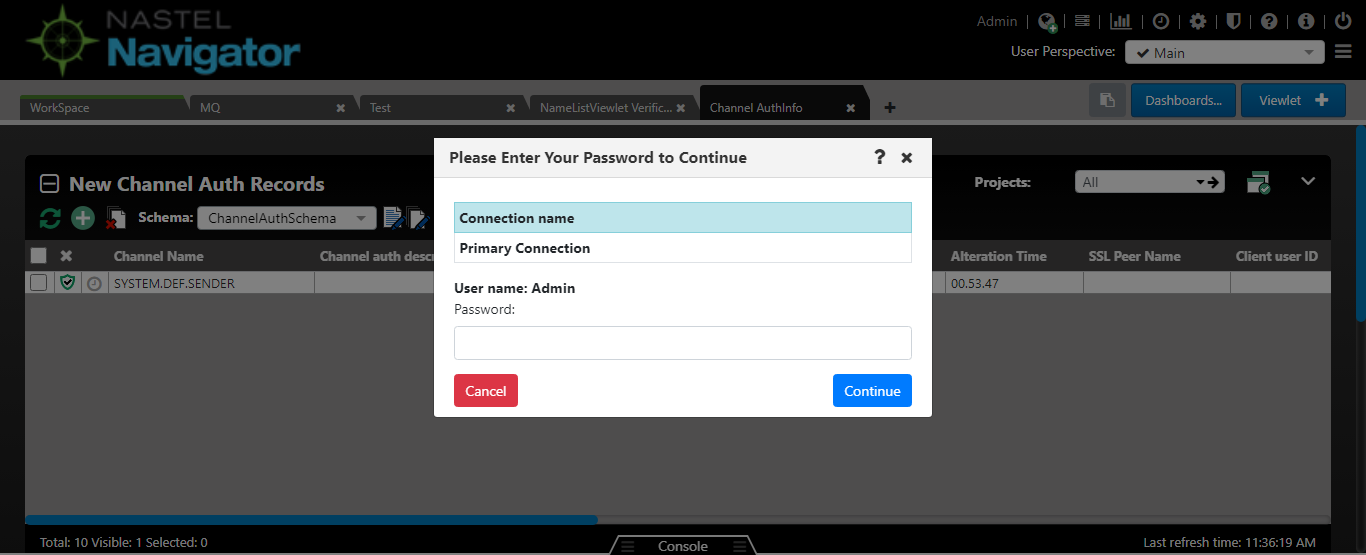 NASTEL
Navigator
Admin
User Perspective:
Main
WorkSpace
MQ
Test
NameListViewlet Verific...
Channel AuthInfo
Dashboards...
Viewlet
Please Enter Your Password to Continue
Connection name
Primary Connection
User name: Admin
Password:
Cancel
Continue
New Channel Auth Records
Projects:
All
Schema:
ChannelAuthSchema
Channel Name
Channel auth descr
Alteration Time
SSL Peer Name
Client user ID
SYSTEM.DEF.SENDER
00.53.47
Total: 10 Visible: 1 Selected: 0
Console
Last refresh time: 11:36:19 AM